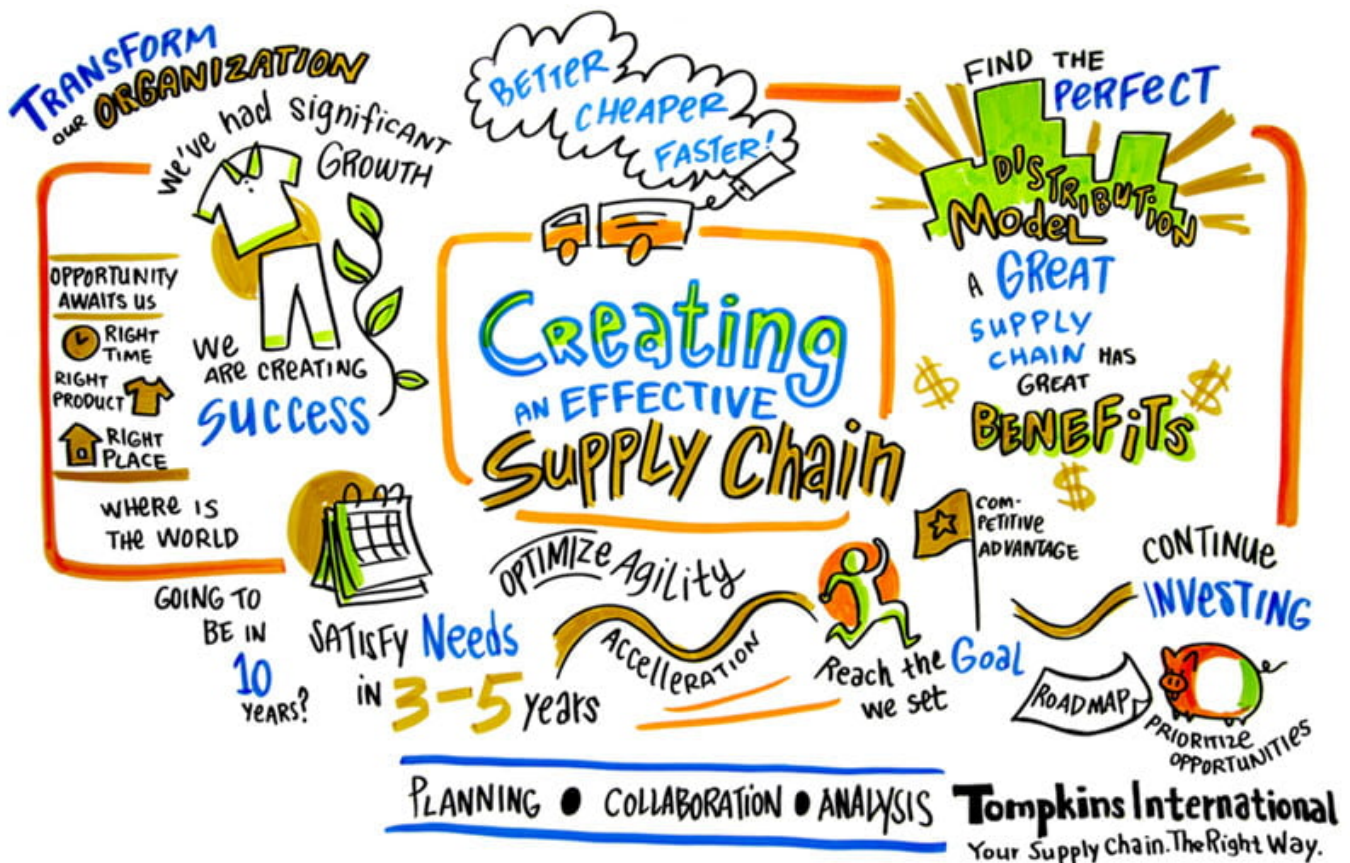 TRANSFORM
OUR ORGANIZATION
WE'VE had significant
GROWTH
OPPORTUNITY
AWAITS US
RIGHT
TIME
RIGHT
PRODUCT
RIGHT
PLACE
WE
ARE CREATING
SUCCESS
WHERE IS
THE WORLD
GOING TO
BE IN
10
YEARS?
SATISFY Needs
in 3-5 years
BETTER
CHEAPER
FASTER!
Creating
AN EFFECTIVE
Supply Chain
OPTIMIZE Agility
ACCELLERATION
Reach the Goal
we set
COM-
PETITIVE
ADVANTAGE
FIND THE
PERFECT
DISTRIBUTION
MODEL
A GREAT
SUPPLY
CHAIN HAS
GREAT
BENEFITS
$ $
$
CONTINUE
INVESTING
ROADMAP
PRIORITIZE
OPPORTUNITIES
PLANNING ● COLLABORATION ● ANALYSIS
Tompkins International
Your Supply Chain. The Right Way.